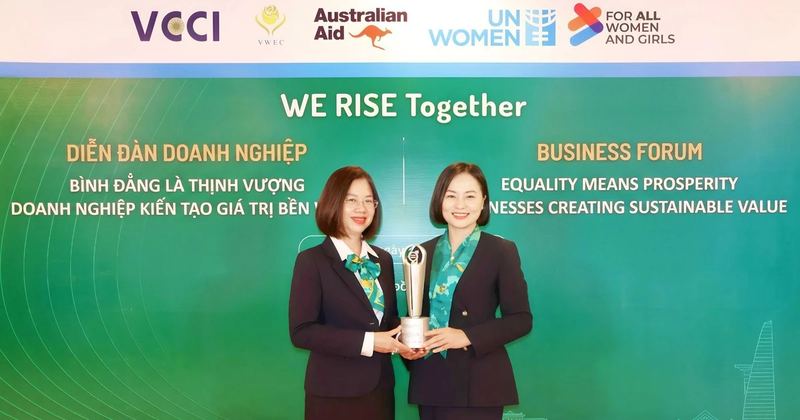 VCCI
VWEC
Australian
Aid
UN
WOMEN
FOR ALL
WOMEN
AND GIRLS
WE RISE Together
DIỄN ĐÀN DOANH NGHIỆP
BÌNH ĐẲNG LÀ THỊNH VƯỢNG
DOANH NGHIỆP KIẾN TẠO GIÁ TRỊ BỀN
BUSINESS FORUM
EQUALITY MEANS PROSPERITY
NESSES CREATING SUSTAINABLE VALUE